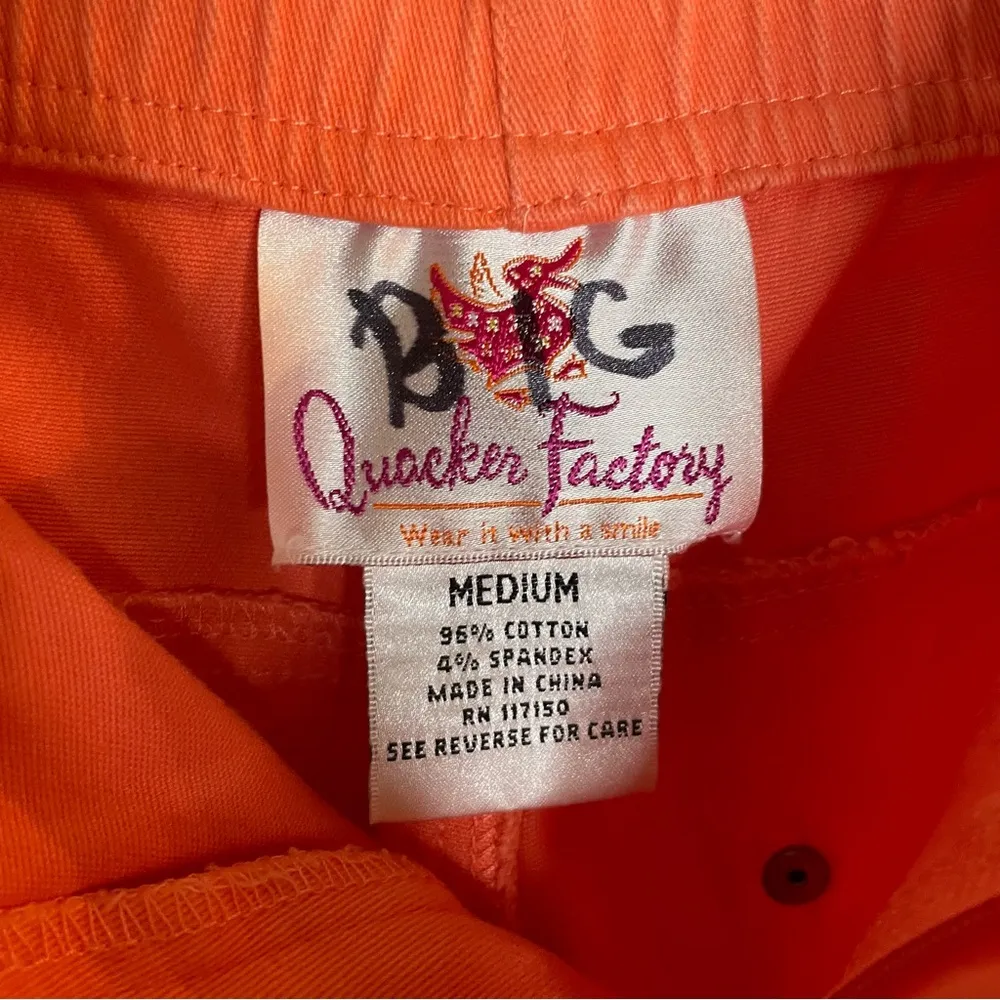 BIG
Quacker Factory
Wear it with a smile
MEDIUM
96% COTTON
4% SPANDEX
MADE IN CHINA
RN 117150
SEE REVERSE FOR CARE